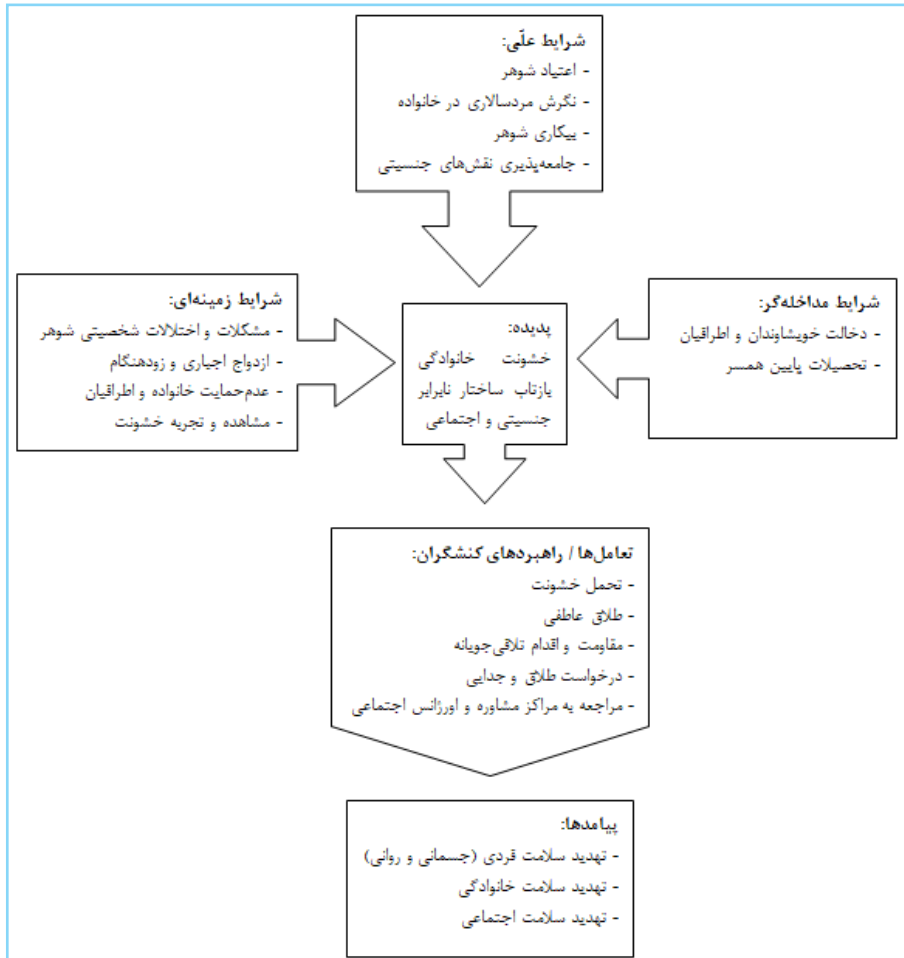 شرایط علّی:
- اعتیاد شوهر
- نگرش مردسالاری در خانواده
- بیکاری شوهر
- جامعه‌پذیری نقش‌های جنسیتی
شرایط مداخله‌گر:
- دخالت خویشاوندان و اطرافیان
- تحصیلات پایین همسر
پدیده:
خشونت خانوادگی
بازتاب ساختار نابرابر
جنسیتی و اجتماعی
شرایط زمینه‌ای:
- مشکلات و اختلالات شخصیتی شوهر
- ازدواج اجباری و زودهنگام
- عدم‌حمایت خانواده و اطرافیان
- مشاهده و تجربه خشونت
تعامل‌ها / راهبردهای کنشگران:
- تحمل خشونت
- طلاق عاطفی
- مقاومت و اقدام تلاقی‌جویانه
- درخواست طلاق و جدایی
- مراجعه به مراکز مشاوره و اورژانس اجتماعی
پیامدها:
- تهدید سلامت فردی (جسمانی و روانی)
- تهدید سلامت خانوادگی
- تهدید سلامت اجتماعی